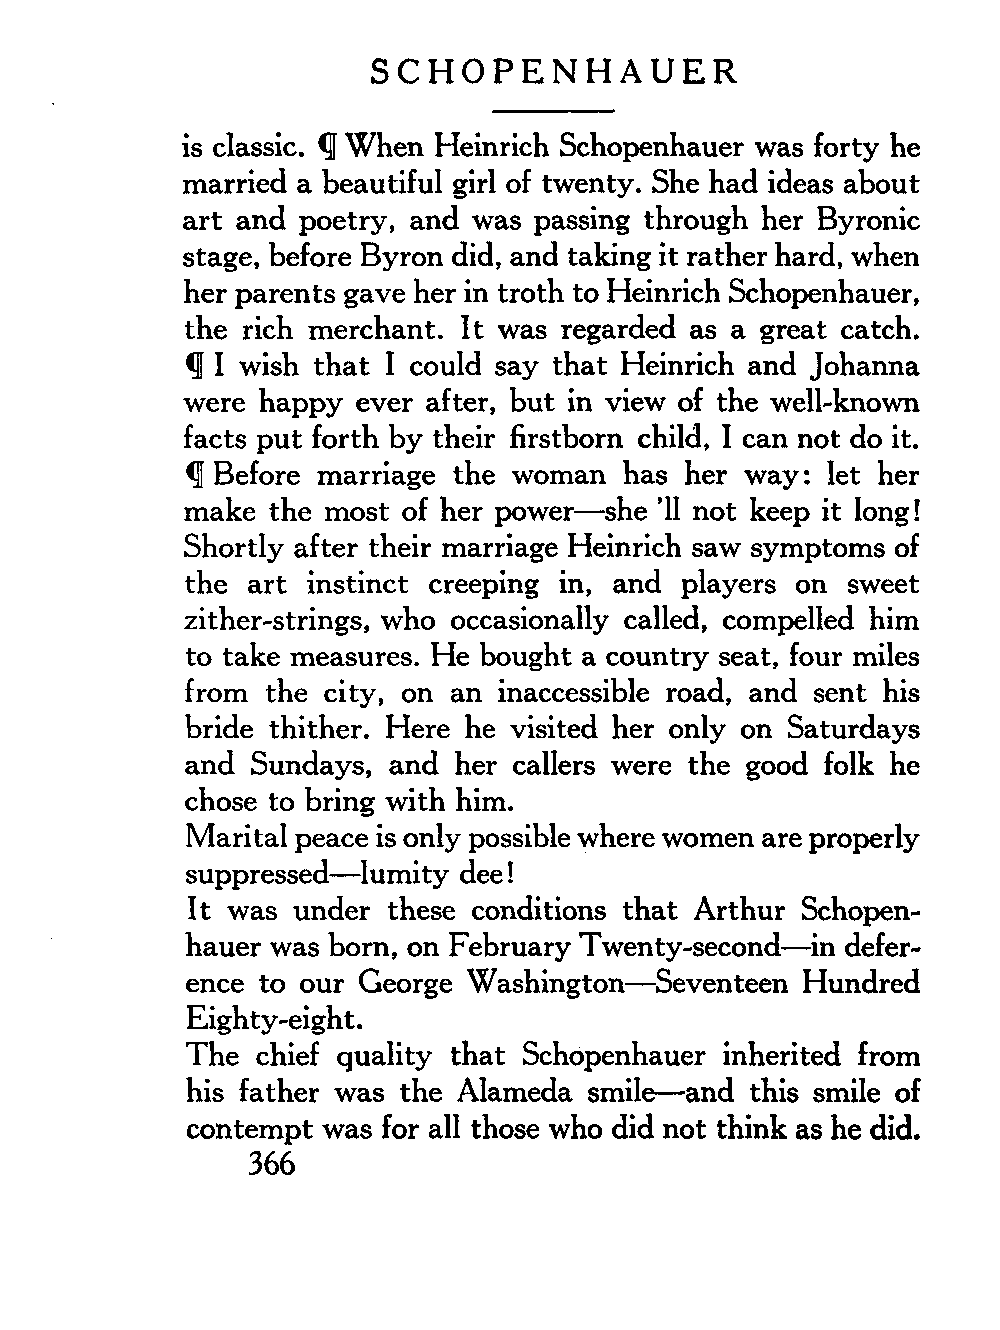 SCHOPENHAUER
is classic. ¶ When Heinrich Schopenhauer was forty he
married a beautiful girl of twenty. She had ideas about
art and poetry, and was passing through her Byronic
stage, before Byron did, and taking it rather hard, when
her parents gave her in troth to Heinrich Schopenhauer,
the rich merchant. It was regarded as a great catch.
¶ I wish that I could say that Heinrich and Johanna
were happy ever after, but in view of the well-known
facts put forth by their firstborn child, I can not do it.
¶ Before marriage the woman has her way: let her
make the most of her power—she 'll not keep it long!
Shortly after their marriage Heinrich saw symptoms of
the art instinct creeping in, and players on sweet
zither-strings, who occasionally called, compelled him
to take measures. He bought a country seat, four miles
from the city, on an inaccessible road, and sent his
bride thither. Here he visited her only on Saturdays
and Sundays, and her callers were the good folk he
chose to bring with him.
Marital peace is only possible where women are properly
suppressed—lumity dee!
It was under these conditions that Arthur Schopen-
hauer was born, on February Twenty-second—in defer-
ence to our George Washington—Seventeen Hundred
Eighty-eight.
The chief quality that Schopenhauer inherited from
his father was the Alameda smile—and this smile of
contempt was for all those who did not think as he did.
366